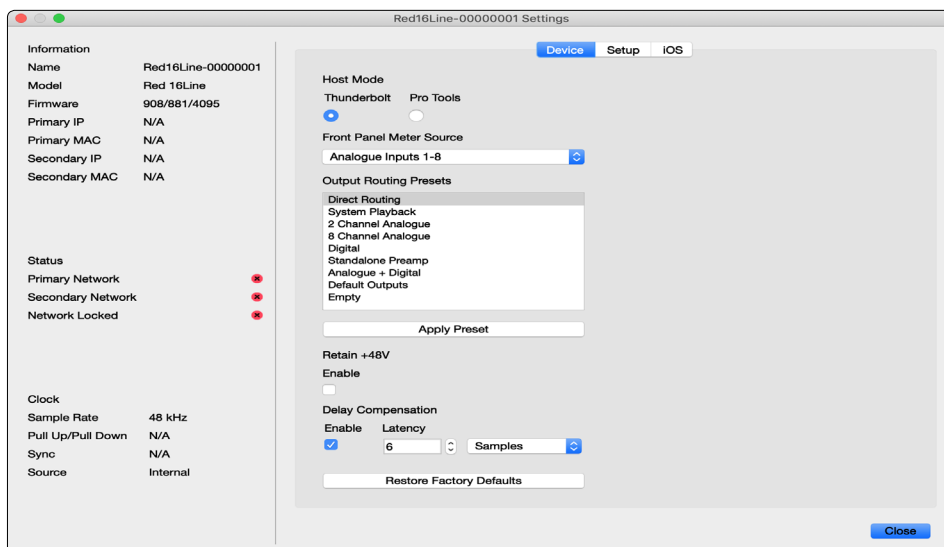 Red16Line-00000001 Settings
Information
Name Red16Line-00000001
Model Red 16Line
Firmware 908/881/4095
Primary IP N/A
Primary MAC N/A
Secondary IP N/A
Secondary MAC N/A
Status
Primary Network
Secondary Network
Network Locked
Clock
Sample Rate 48 kHz
Pull Up/Pull Down N/A
Sync N/A
Source Internal
Device Setup iOS
Host Mode
Thunderbolt Pro Tools
Front Panel Meter Source
Analogue Inputs 1-8
Output Routing Presets
Direct Routing
System Playback
2 Channel Analogue
8 Channel Analogue
Digital
Standalone Preamp
Analogue + Digital
Default Outputs
Empty
Apply Preset
Retain +48V
Enable
Delay Compensation
Enable Latency
6 Samples
Restore Factory Defaults
Close